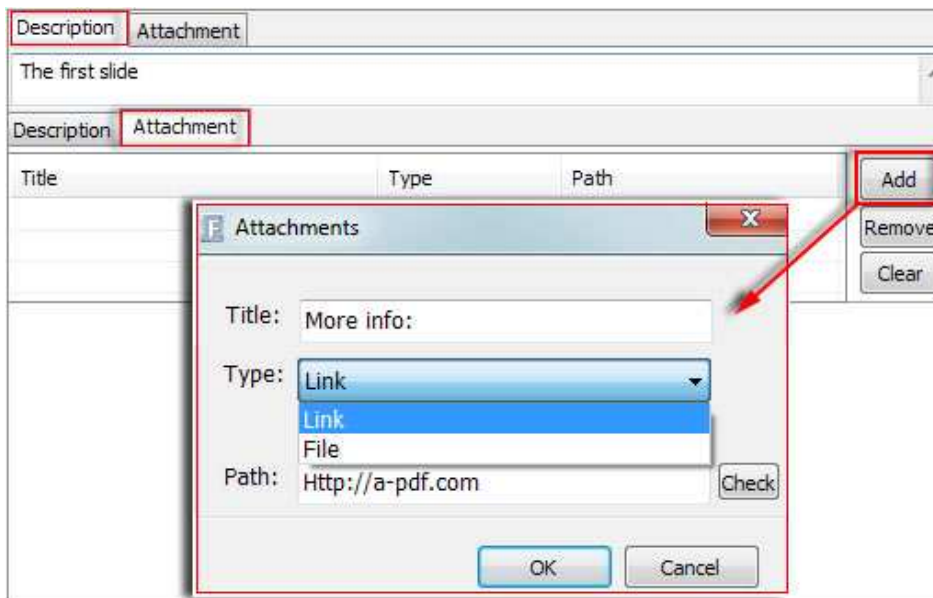 Description Attachment
The first slide
Description Attachment
Title Type Path Add
Attachments Remove
Clear
Title: More info:
Type: Link
Link
File
Path: Http://a-pdf.com Check
OK Cancel